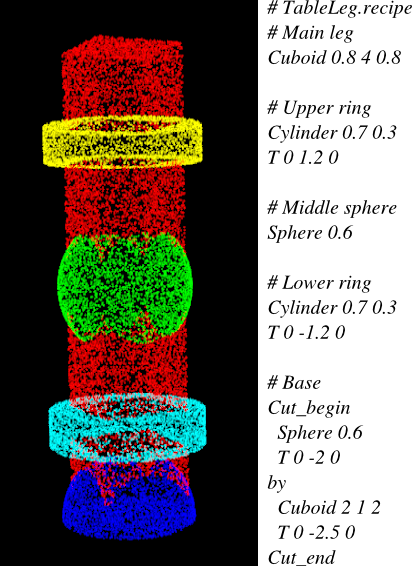 # TableLeg.recipe
# Main leg
Cuboid 0.8 4 0.8
# Upper ring
Cylinder 0.7 0.3
T 0 1.2 0
# Middle sphere
Sphere 0.6
# Lower ring
Cylinder 0.7 0.3
T 0 -1.2 0
# Base
Cut_begin
Sphere 0.6
T 0 -2 0
by
Cuboid 2 1 2
T 0 -2.5 0
Cut_end